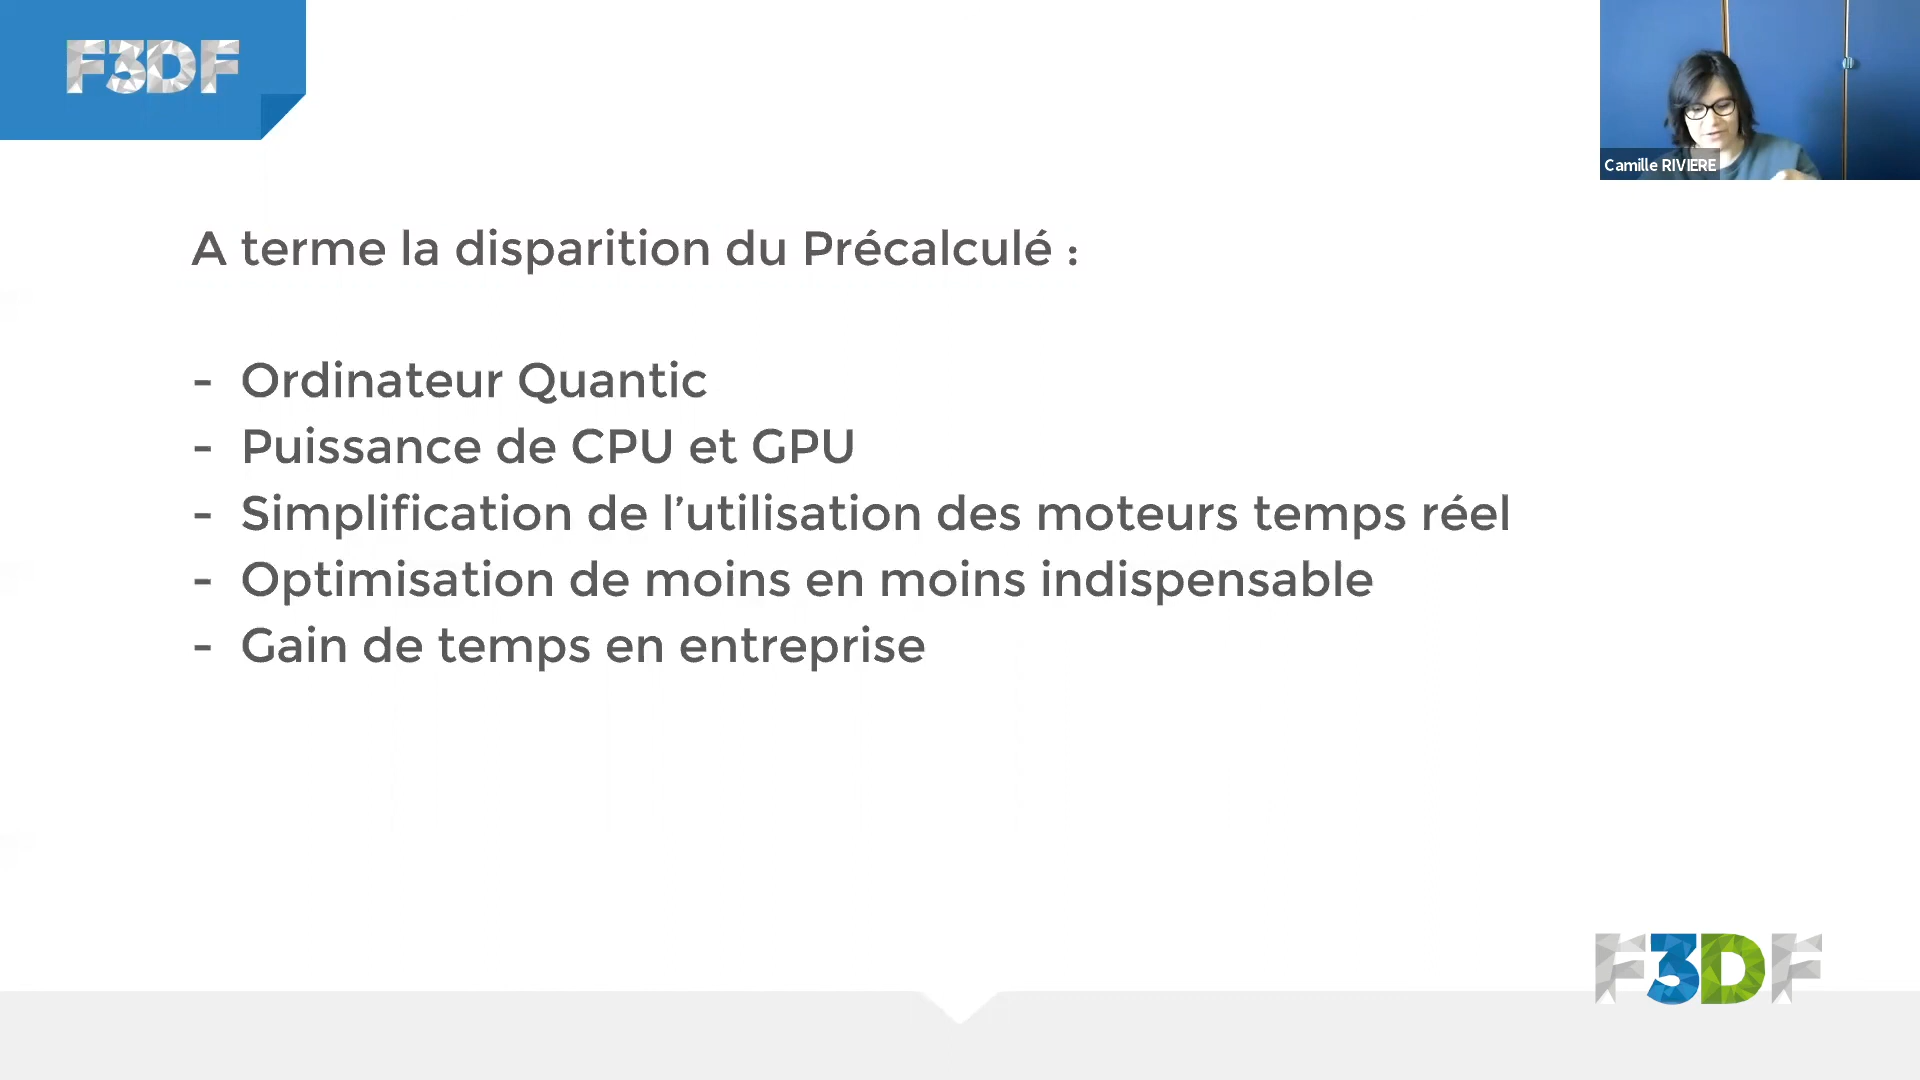 F3DF
Camille RIVIERE
A terme la disparition du Précalculé :
- Ordinateur Quantic
- Puissance de CPU et GPU
- Simplification de l’utilisation des moteurs temps réel
- Optimisation de moins en moins indispensable
- Gain de temps en entreprise
F3DF